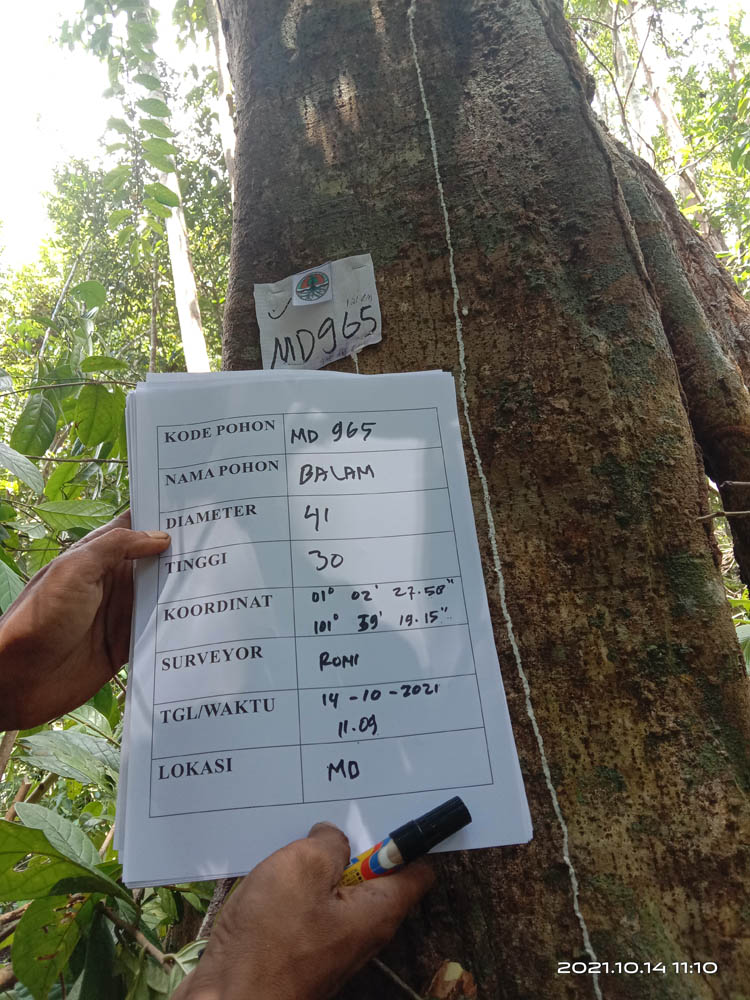 MD965
KODE POHON MD 965
NAMA POHON BALAM
DIAMETER 41
TINGGI 30
KOORDINAT 01° 02' 27.58"
101° 39' 19.15"
SURVEYOR ROMI
TGL/WAKTU 14-10-2021
11.09
LOKASI MD
2021.10.14 11:10